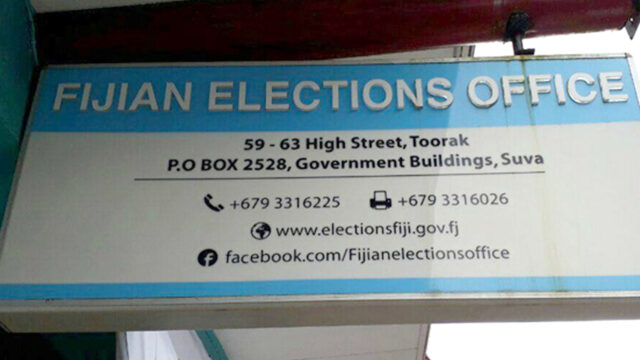 FIJIAN ELECTIONS OFFICE
59 - 63 High Street, Toorak
P.O BOX 2528, Government Buildings, Suva
+679 3316225 +679 3316026
www.electionsfiji.gov.fj
facebook.com/Fijianelectionsoffice